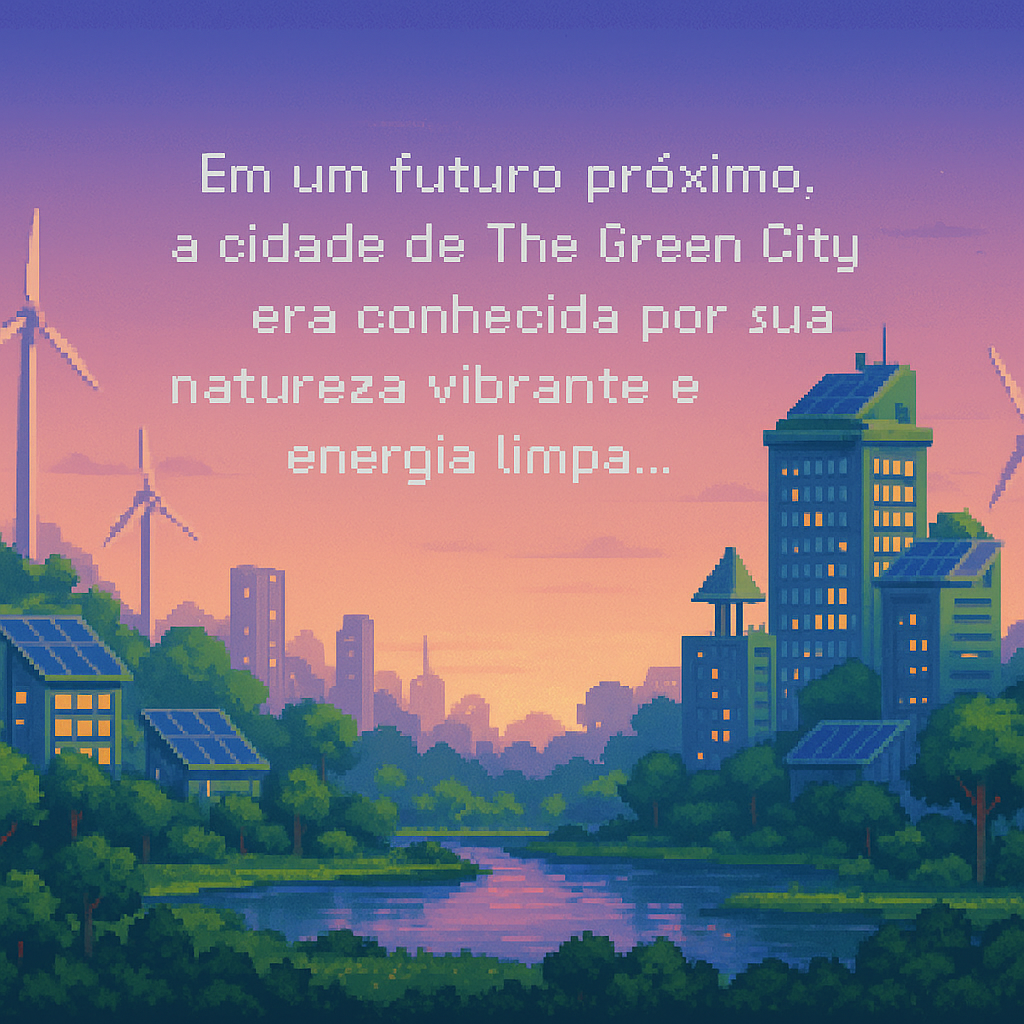 Em um futuro próximo,
a cidade de The Green City
era conhecida por sua
natureza vibrante e
energia limpa...